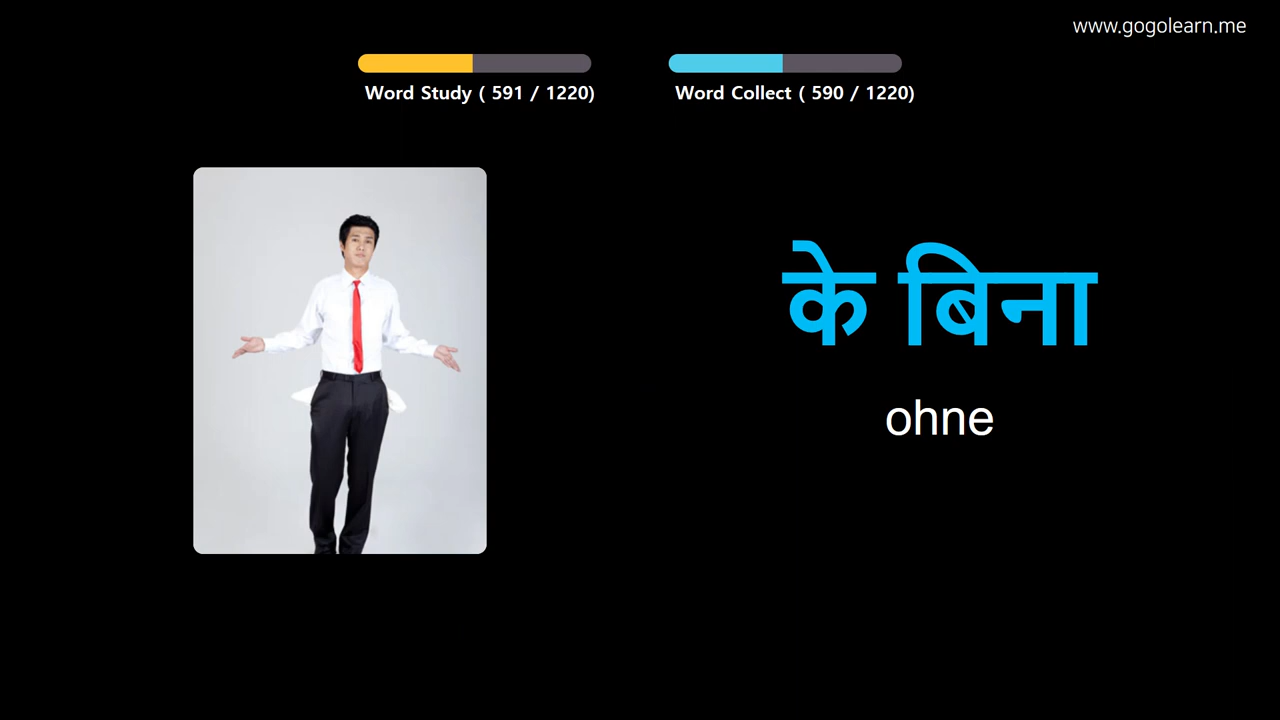 www.gogolearn.me
Word Study ( 591 / 1220)
Word Collect ( 590 / 1220)
के बिना
ohne